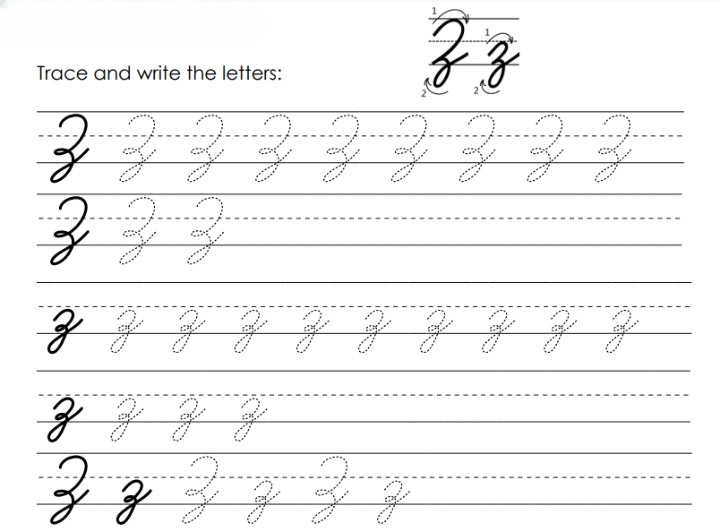 1 1
Z z
2 2
Trace and write the letters:
Z Z Z Z Z Z Z Z Z
Z Z Z
z z z z z z z z z z
z z z z
Z z Z z Z z